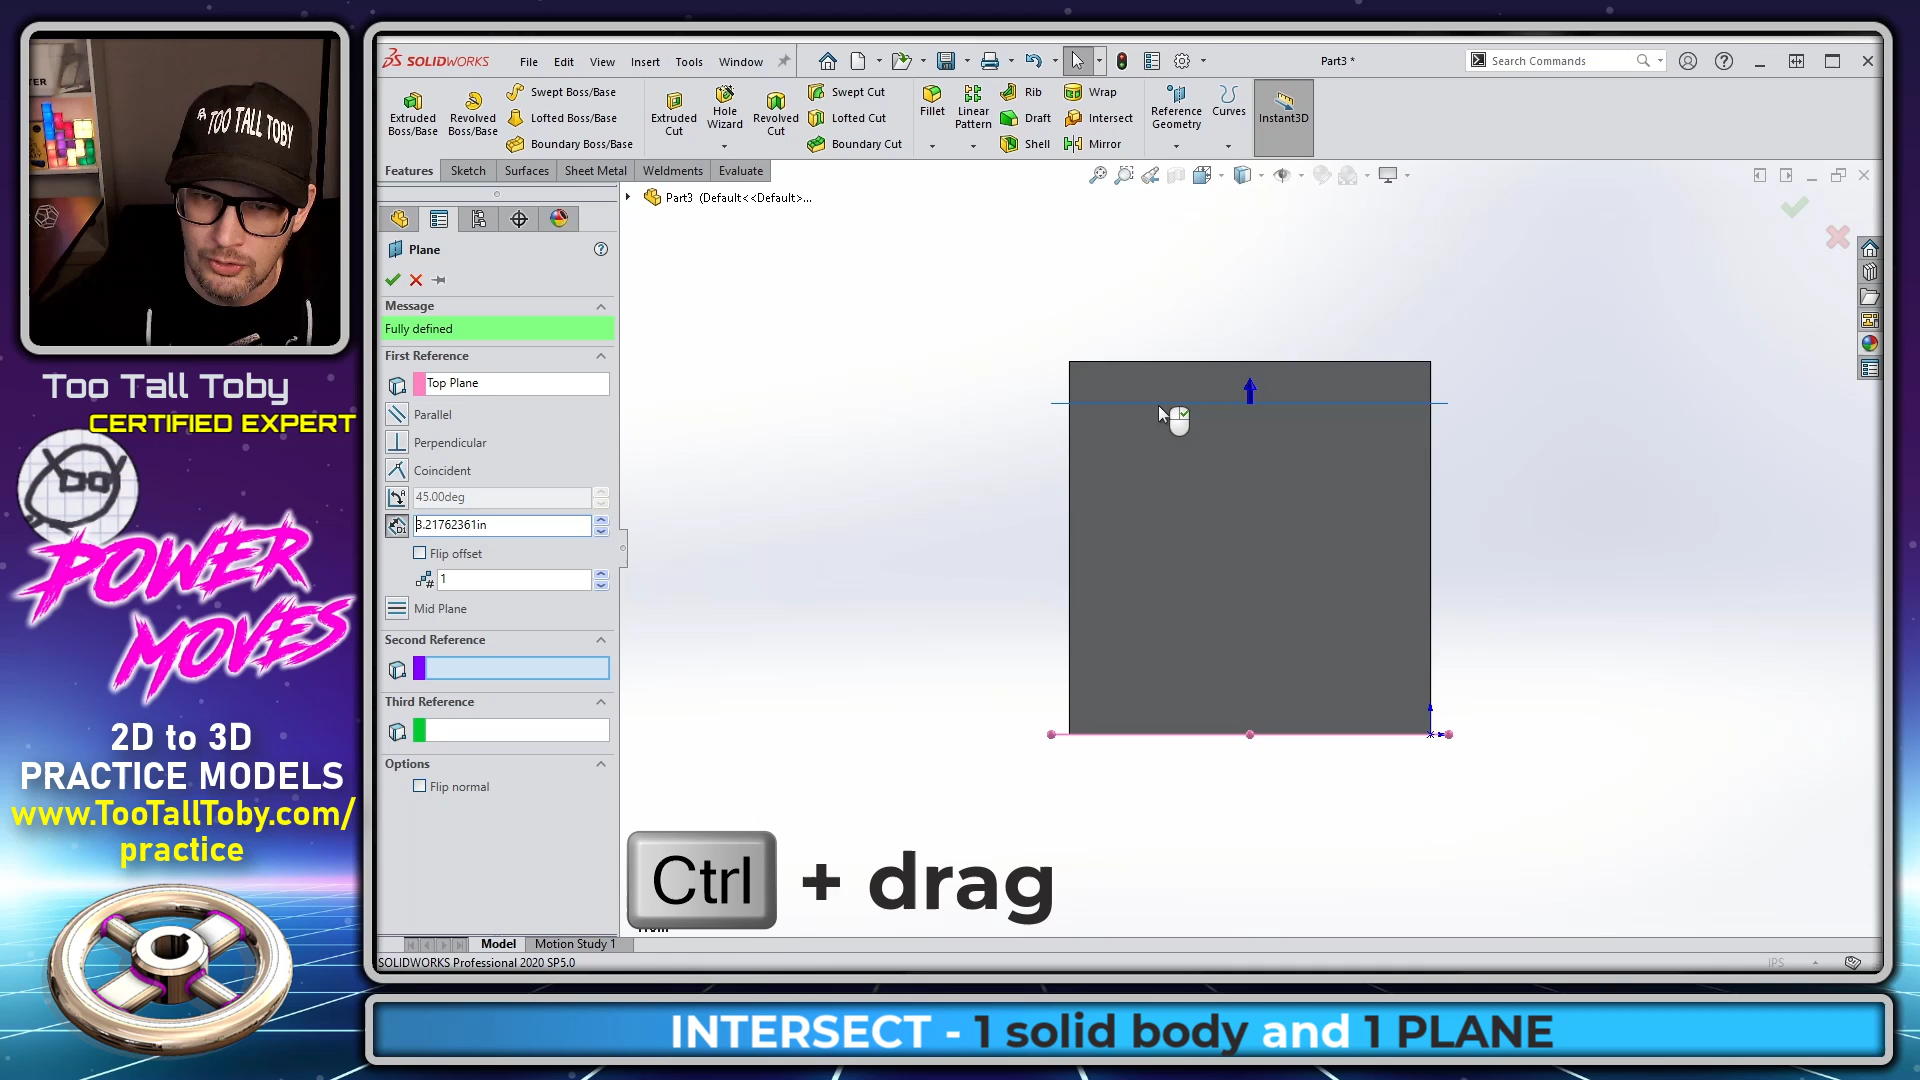 TOO TALL TOBY
Too Tall Toby
CERTIFIED EXPERT
POWER
MOVES
2D to 3D
PRACTICE MODELS
www.TooTallToby.com/
practice
SOLIDWORKS
File
Edit
View
Insert
Tools
Window
Part3 *
Search Commands
Extruded
Boss/Base
Revolved
Boss/Base
Swept Boss/Base
Lofted Boss/Base
Boundary Boss/Base
Extruded
Cut
Hole
Wizard
Revolved
Cut
Swept Cut
Lofted Cut
Boundary Cut
Fillet
Linear
Pattern
Rib
Draft
Shell
Wrap
Intersect
Mirror
Reference
Geometry
Curves
Instant3D
Features
Sketch
Surfaces
Sheet Metal
Weldments
Evaluate
Part3 (Default<<Default>...
Plane
Message
Fully defined
First Reference
Top Plane
Parallel
Perpendicular
Coincident
45.00deg
3.21762361in
Flip offset
1
Mid Plane
Second Reference
Third Reference
Options
Flip normal
Ctrl + drag
Model
Motion Study 1
SOLIDWORKS Professional 2020 SP5.0
IPS
INTERSECT - 1 solid body and 1 PLANE